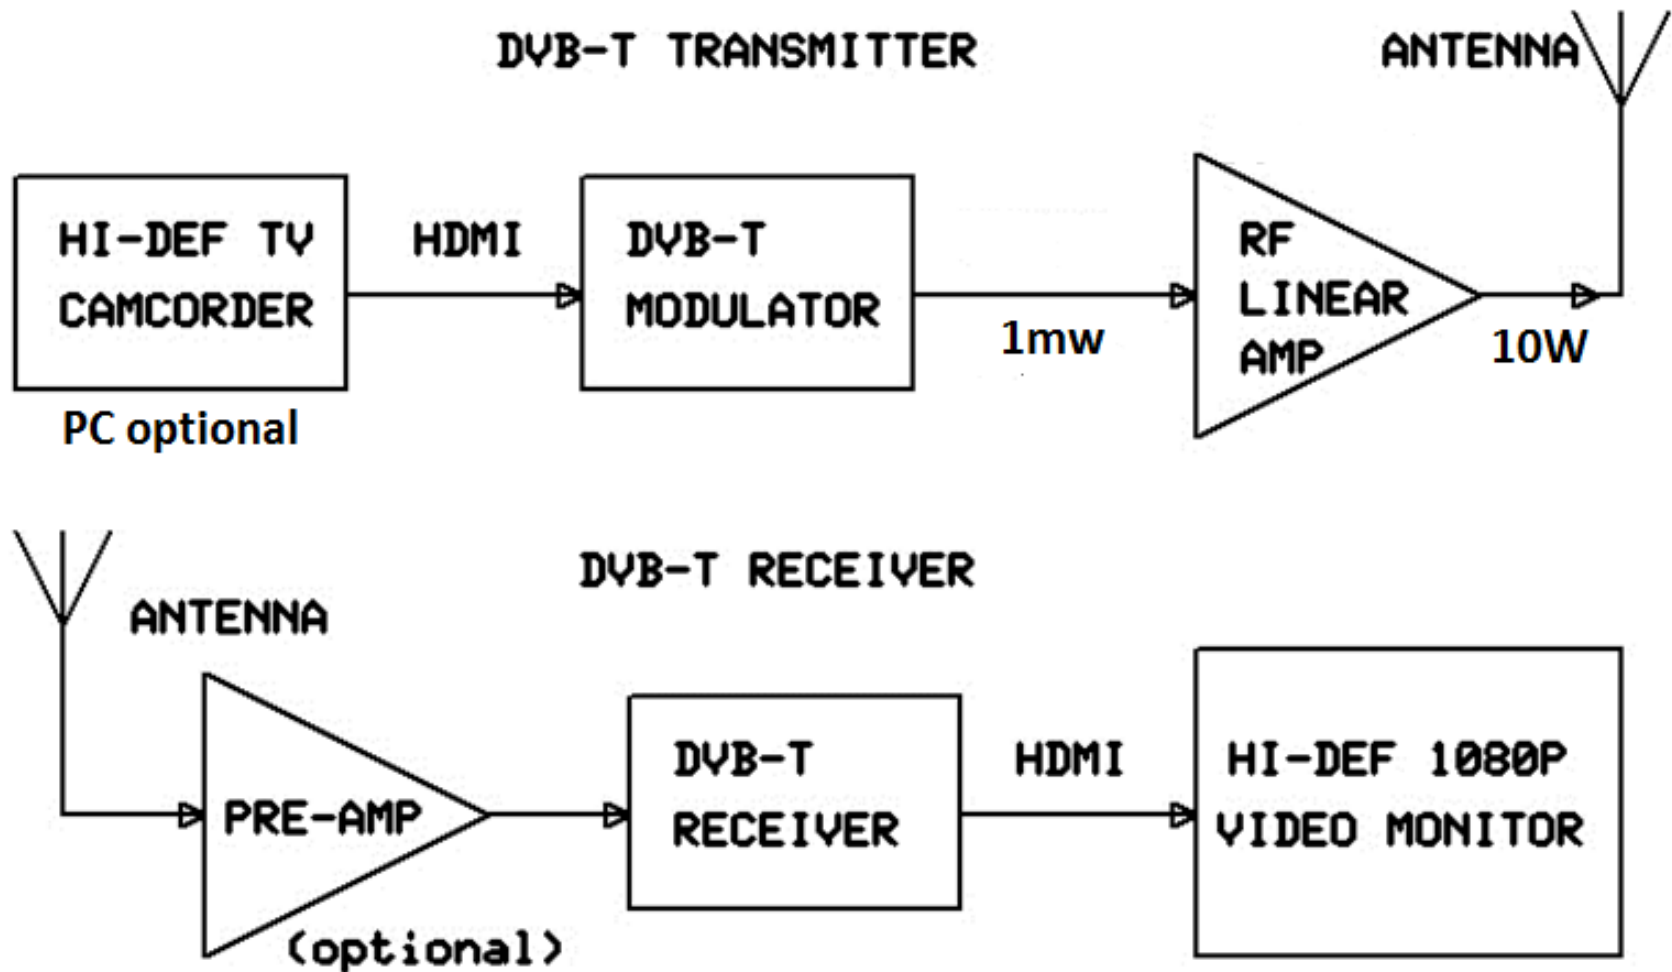 DVB-T TRANSMITTER
ANTENNA
HI-DEF TV
CAMCORDER
HDMI
DVB-T
MODULATOR
1mw
RF
LINEAR
AMP
10W
PC optional
DVB-T RECEIVER
ANTENNA
PRE-AMP
(optional)
DVB-T
RECEIVER
HDMI
HI-DEF 1080P
VIDEO MONITOR